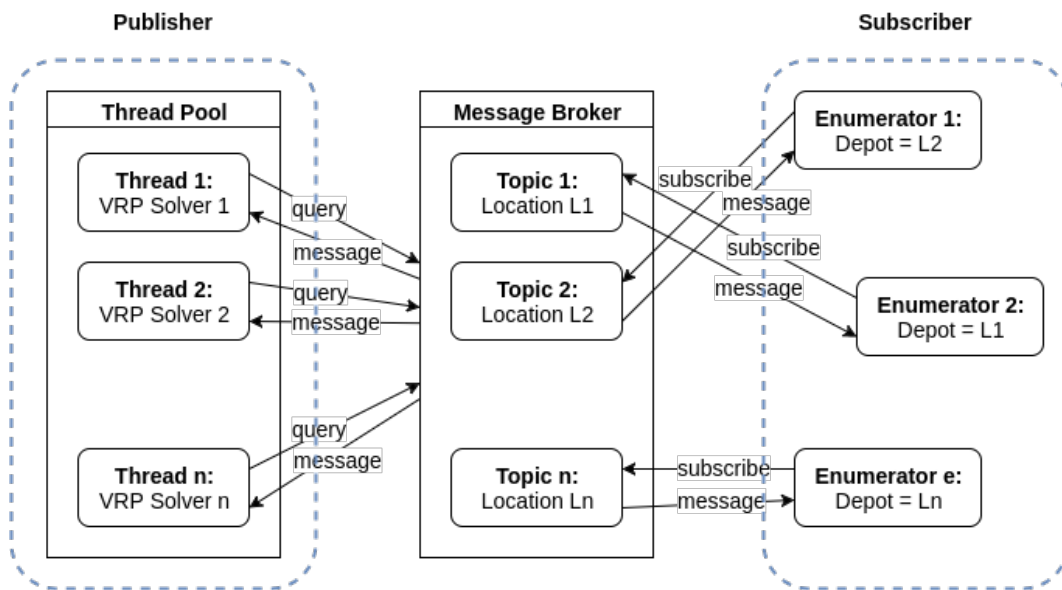 Publisher
Subscriber
Thread Pool
Message Broker
Thread 1:
VRP Solver 1
Thread 2:
VRP Solver 2
Thread n:
VRP Solver n
query
message
query
message
query
message
Topic 1:
Location L1
Topic 2:
Location L2
Topic n:
Location Ln
subscribe
message
subscribe
message
subscribe
message
Enumerator 1:
Depot = L2
Enumerator 2:
Depot = L1
Enumerator e:
Depot = Ln